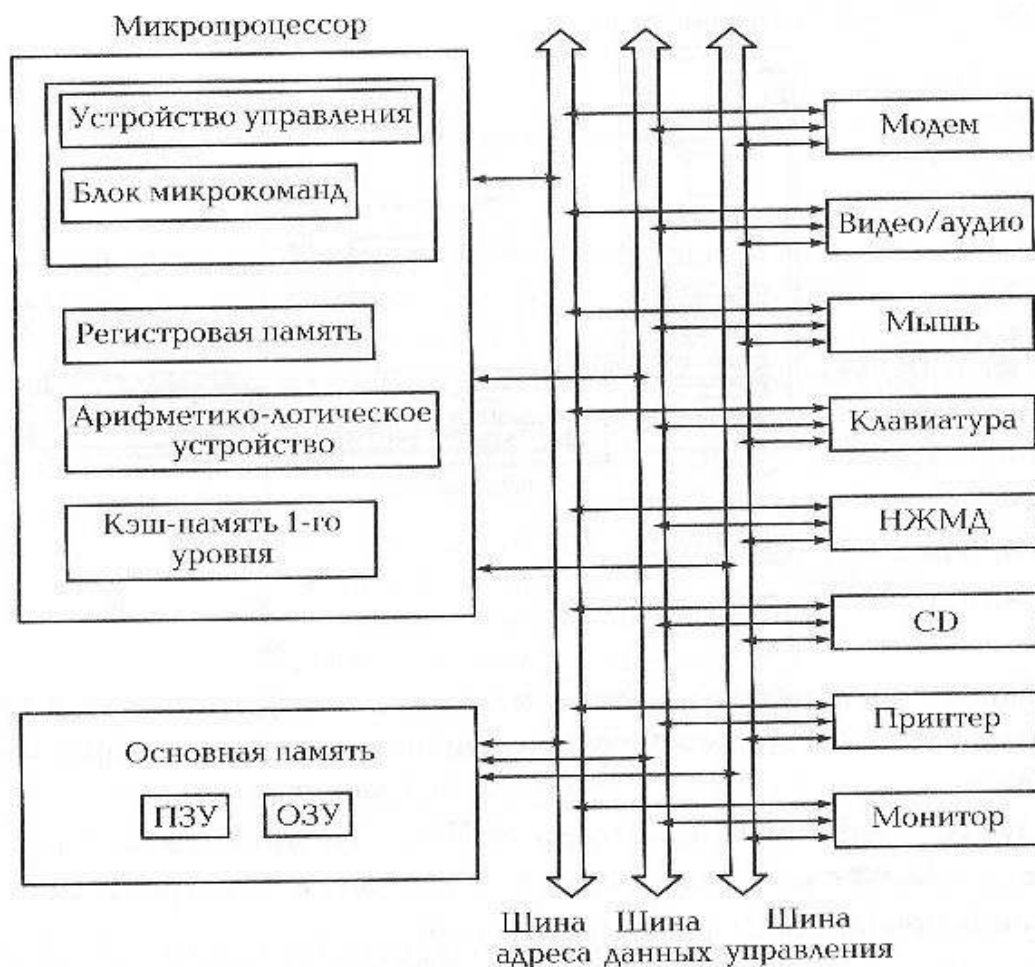 Микропроцессор
Устройство управления
Блок микрокоманд
Регистровая память
Арифметико-логическое
устройство
Кэш-память 1-го
уровня
Основная память
ПЗУ
ОЗУ
Модем
Видео/аудио
Мышь
Клавиатура
НЖМД
CD
Принтер
Монитор
Шина
адреса
Шина
данных
Шина
управления